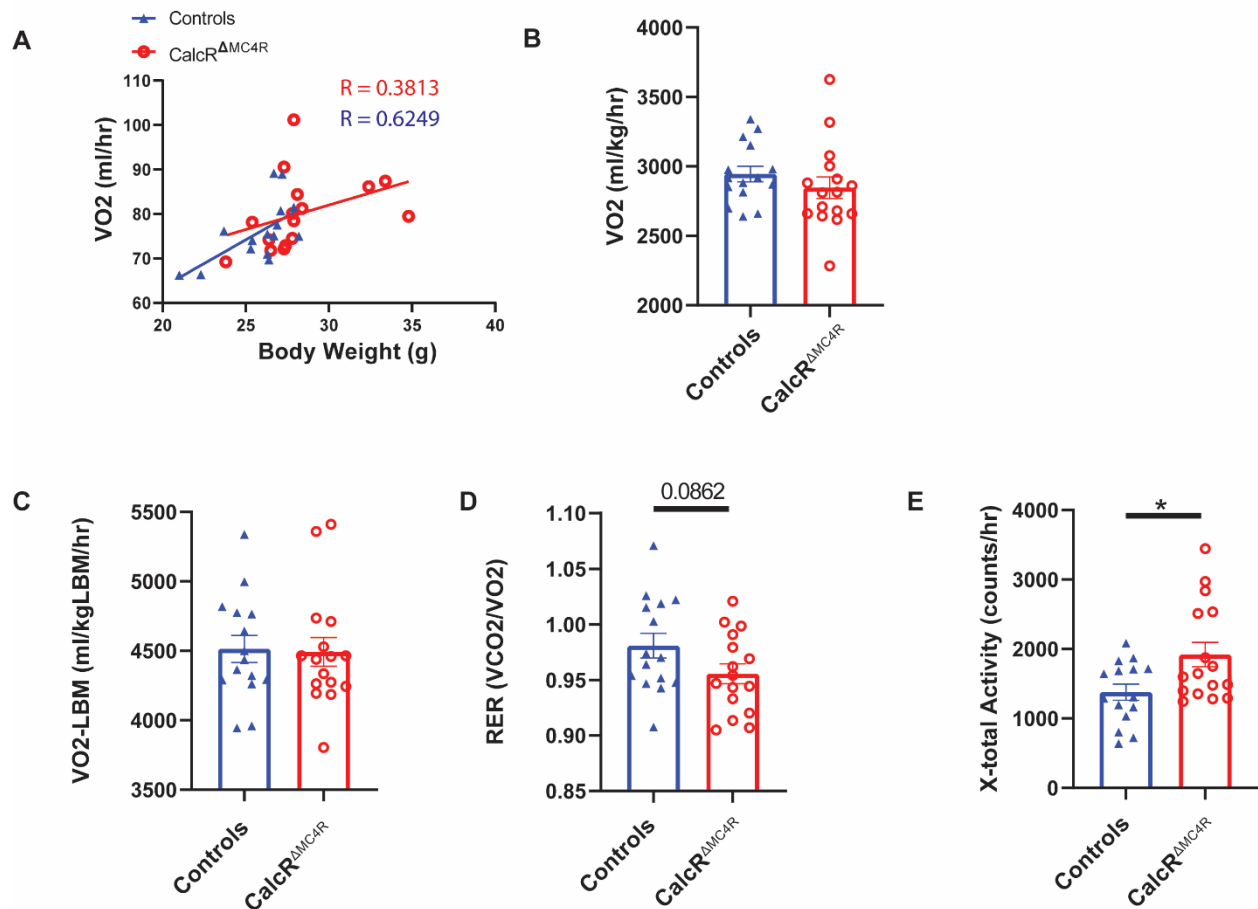 Controls
CalcRΔMC4R
A
R = 0.3813
R = 0.6249
VO2 (ml/hr)
110
100
90
80
70
60
20
25
30
35
40
Body Weight (g)
B
VO2 (ml/kg/hr)
4000
3500
3000
2500
2000
Controls
CalcRΔMC4R
C
VO2-LBM (ml/kgLBM/hr)
5500
5000
4500
4000
3500
Controls
CalcRΔMC4R
D
0.0862
RER (VCO2/VO2)
1.10
1.05
1.00
0.95
0.90
0.85
Controls
CalcRΔMC4R
E
*
X-total Activity (counts/hr)
4000
3000
2000
1000
0
Controls
CalcRΔMC4R